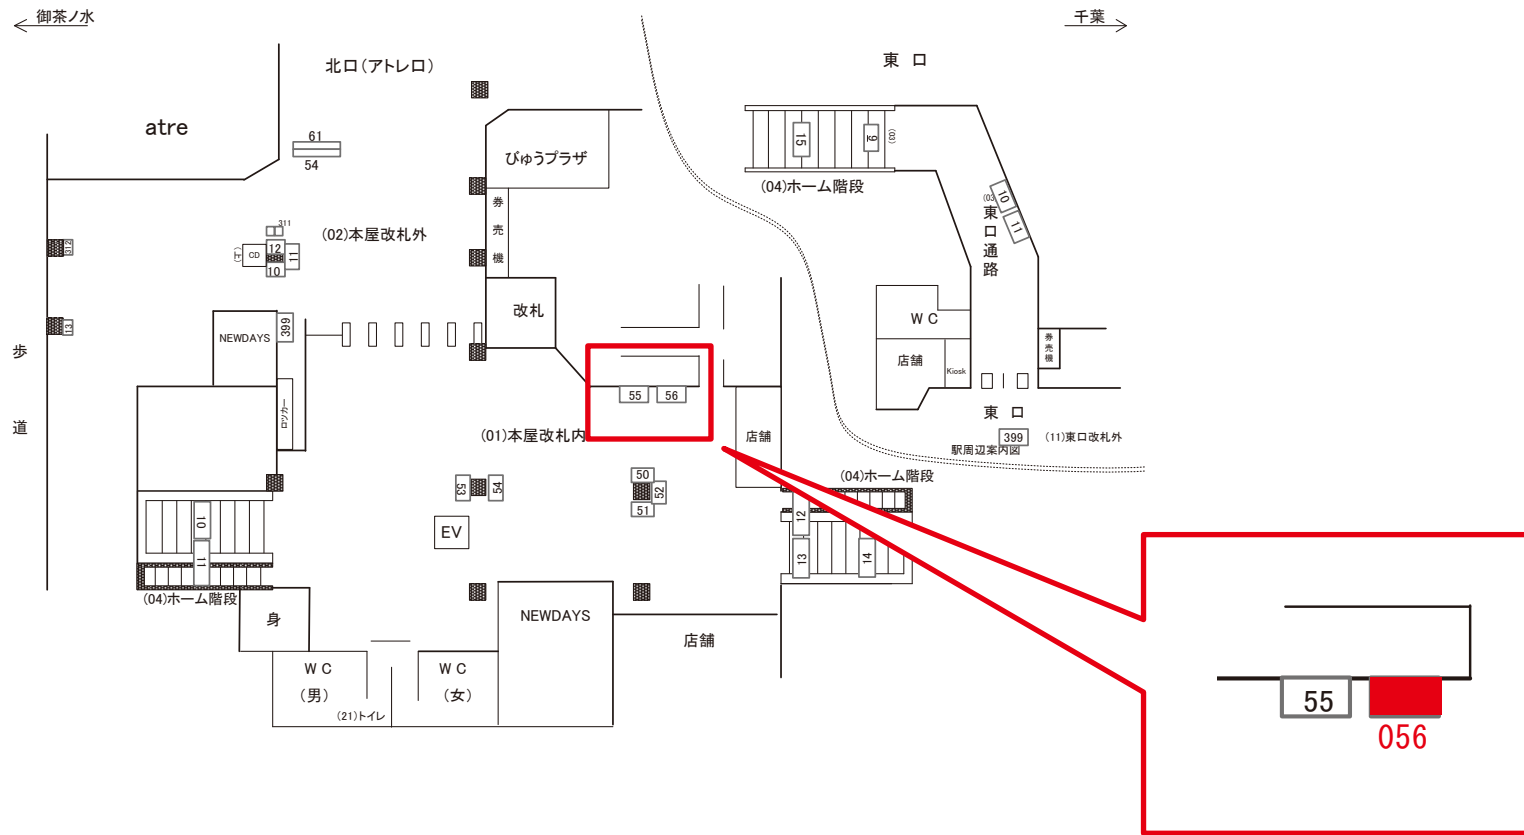 御茶ノ水
千葉
北口(アトレロ)
東 口
atre
61
54
びゅうプラザ
15
9
(03)
(04)ホーム階段
10
11
(03
東口通路
券売機
311
(02)本屋改札外
312
CD
12
11
10
改札
13
399
NEWDAYS
W C
券売機
店舗
Kiosk
歩道
ロッカー
55
56
東 口
399
(11)東口改札外
駅周辺案内図
(01)本屋改札内
店舗
(04)ホーム階段
53
54
50
52
51
EV
10
11
12
13
14
(04)ホーム階段
身
NEWDAYS
店舗
W C
(男)
W C
(女)
(21)トイレ
55
056